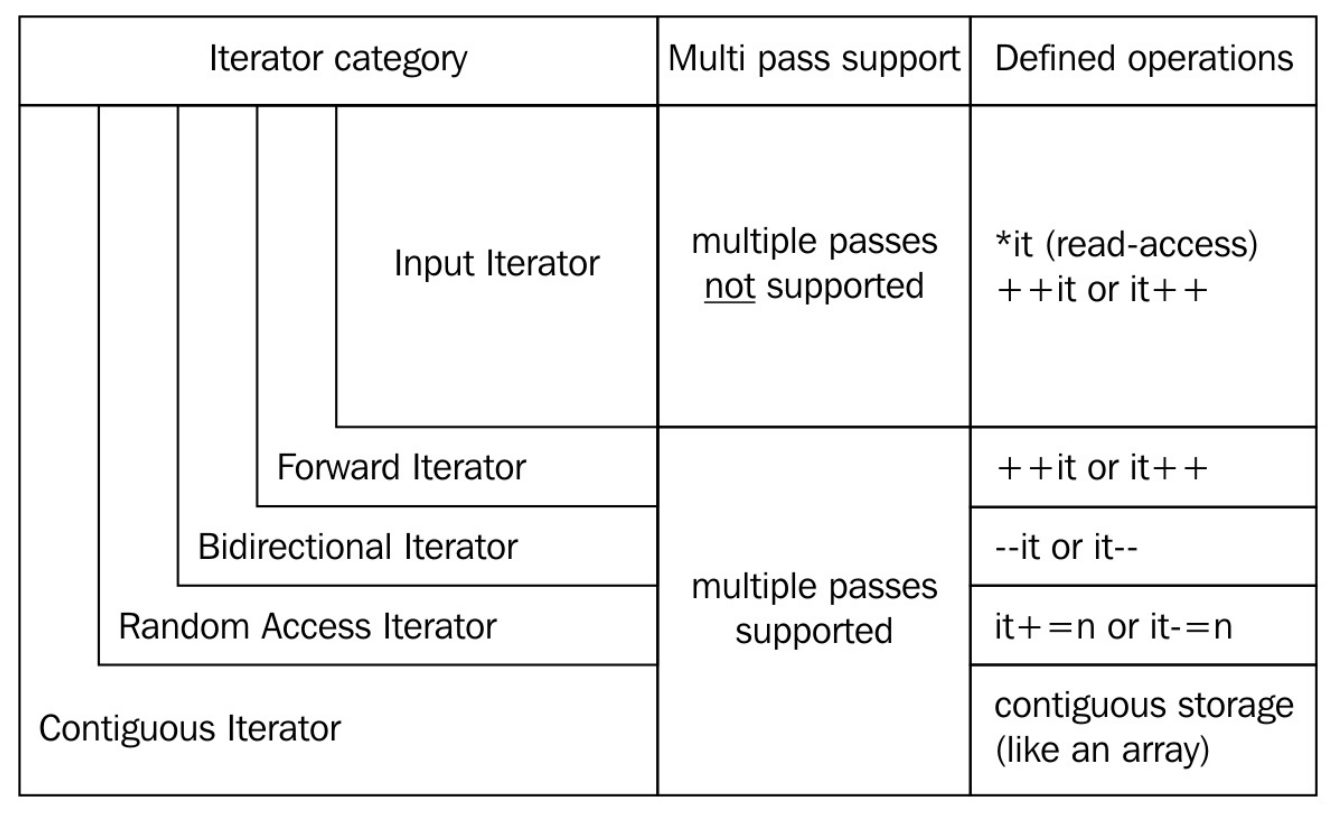 Iterator category
Multi pass support
Defined operations
Input Iterator
multiple passes
not supported
*it (read-access)
++it or it++
Forward Iterator
++it or it++
Bidirectional Iterator
--it or it--
multiple passes
supported
Random Access Iterator
it+=n or it-=n
Contiguous Iterator
contiguous storage
(like an array)